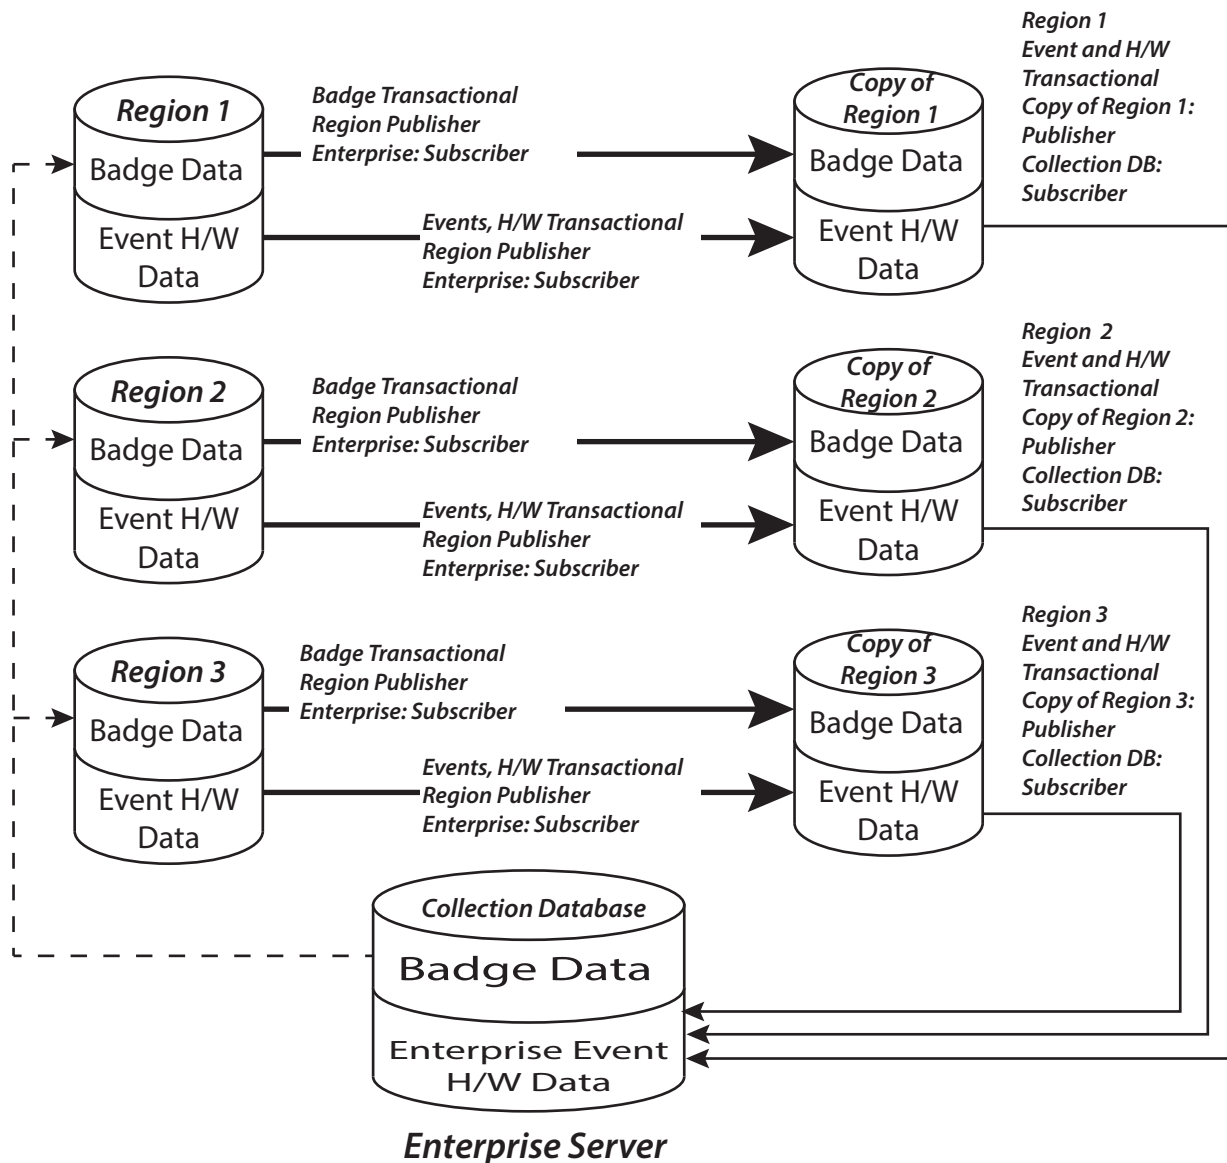 Region 1
Badge Data
Event H/W
Data
Badge Transactional
Region Publisher
Enterprise: Subscriber
Events, H/W Transactional
Region Publisher
Enterprise: Subscriber
Copy of
Region 1
Badge Data
Event H/W
Data
Region 1
Event and H/W
Transactional
Copy of Region 1:
Publisher
Collection DB:
Subscriber
Region 2
Badge Data
Event H/W
Data
Badge Transactional
Region Publisher
Enterprise: Subscriber
Events, H/W Transactional
Region Publisher
Enterprise: Subscriber
Copy of
Region 2
Badge Data
Event H/W
Data
Region 2
Event and H/W
Transactional
Copy of Region 2:
Publisher
Collection DB:
Subscriber
Region 3
Badge Data
Event H/W
Data
Badge Transactional
Region Publisher
Enterprise: Subscriber
Events, H/W Transactional
Region Publisher
Enterprise: Subscriber
Copy of
Region 3
Badge Data
Event H/W
Data
Region 3
Event and H/W
Transactional
Copy of Region 3:
Publisher
Collection DB:
Subscriber
Collection Database
Badge Data
Enterprise Event
H/W Data
Enterprise Server